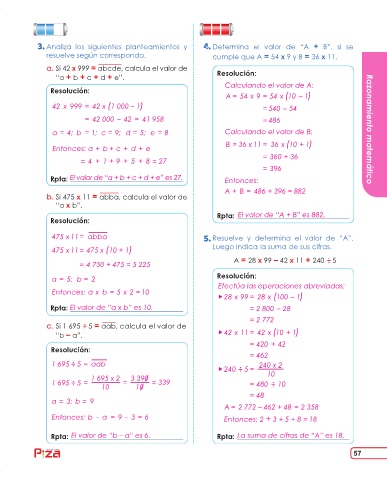 3. Analiza los siguientes planteamientos y
resuelve según corresponda.
a. Si 42 x 999 = abcde, calcula el valor de
"a + b + c + d + e".
Resolución:
42 x 999 = 42 x (1 000 – 1)
= 42 000 – 42 = 41 958
a = 4; b = 1; c = 9; d = 5; e = 8
Entonces: a + b + c + d + e
= 4 + 1 + 9 + 5 + 8 = 27
Rpta: El valor de "a + b + c + d + e" es 27.
b. Si 475 x 11 = abba, calcula el valor de
"a x b".
Resolución:
475 x 11 = abba
475 x 11 = 475 x (10 + 1)
= 4 750 + 475 = 5 225
a = 5; b = 2
Entonces: a x b = 5 x 2 = 10
Rpta: El valor de "a x b" es 10.
c. Si 1 695 ÷ 5 = aab, calcula el valor de
"b – a".
Resolución:
1 695 ÷ 5 = aab
1 695 ÷ 5 = 1 695 x 2 / 10 = 3 390 / 10 = 339
a = 3; b = 9
Entonces: b – a = 9 – 3 = 6
Rpta: El valor de "b – a" es 6.
4. Determina el valor de "A + B", si se
cumple que A = 54 x 9 y B = 36 x 11.
Resolución:
Calculando el valor de A:
A = 54 x 9 = 54 x (10 – 1)
= 540 – 54
= 486
Calculando el valor de B:
B = 36 x 11 = 36 x (10 + 1)
= 360 + 36
= 396
Entonces:
A + B = 486 + 396 = 882
Rpta: El valor de "A + B" es 882.
5. Resuelve y determina el valor de "A".
Luego indica la suma de sus cifras.
A = 28 x 99 – 42 x 11 + 240 ÷ 5
Resolución:
Efectúa las operaciones abreviadas:
28 x 99 = 28 x (100 – 1)
= 2 800 – 28
= 2 772
42 x 11 = 42 x (10 + 1)
= 420 + 42
= 462
240 ÷ 5 = 240 x 2 / 10
= 480 ÷ 10
= 48
A = 2 772 – 462 + 48 = 2 358
Entonces: 2 + 3 + 5 + 8 = 18
Rpta: La suma de cifras de "A" es 18.
Razonamiento matemático
Pizza
57